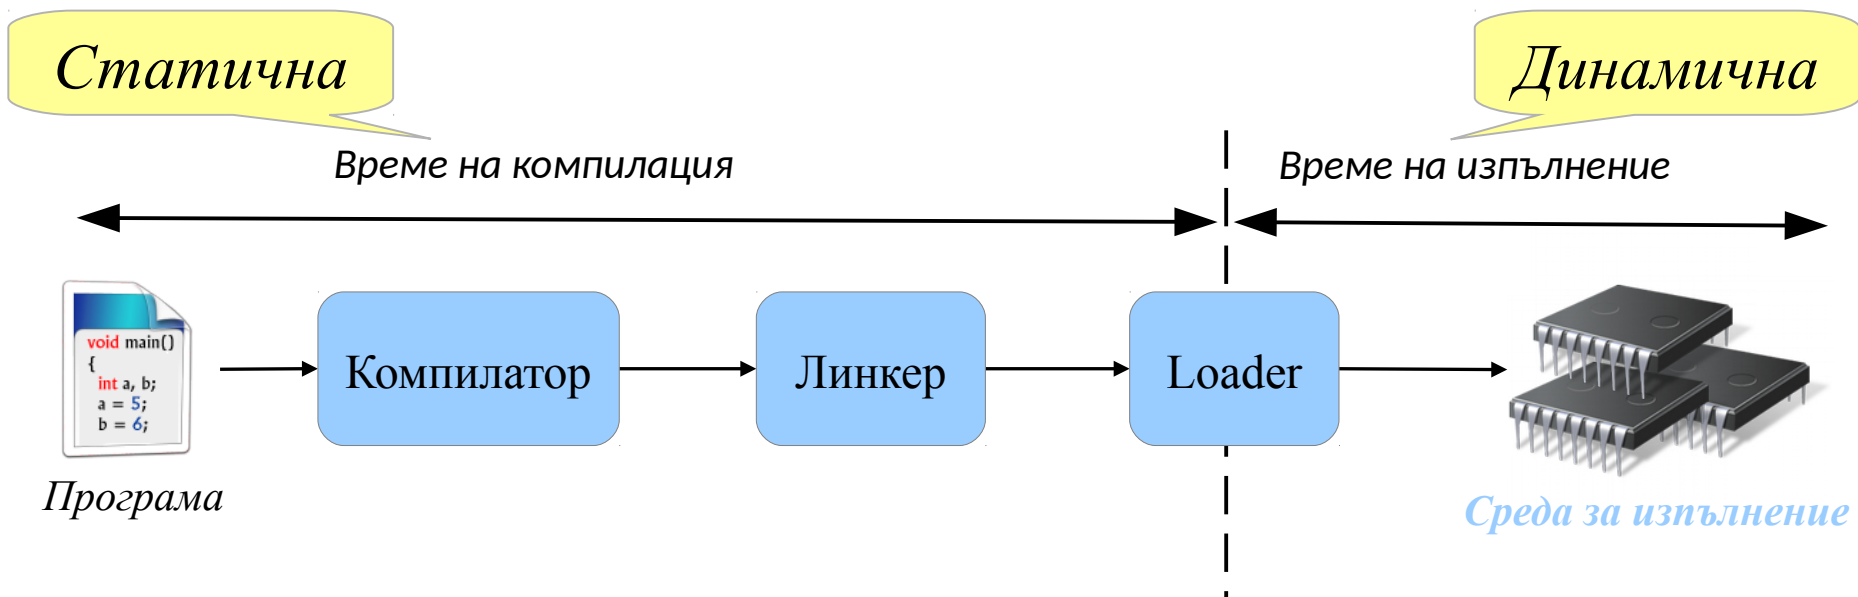 Статична
Динамична
Време на компилация
Време на изпълнение
void main()
{
int a, b;
a = 5;
b = 6;
Компилатор
Линкер
Loader
Програма
Среда за изпълнение